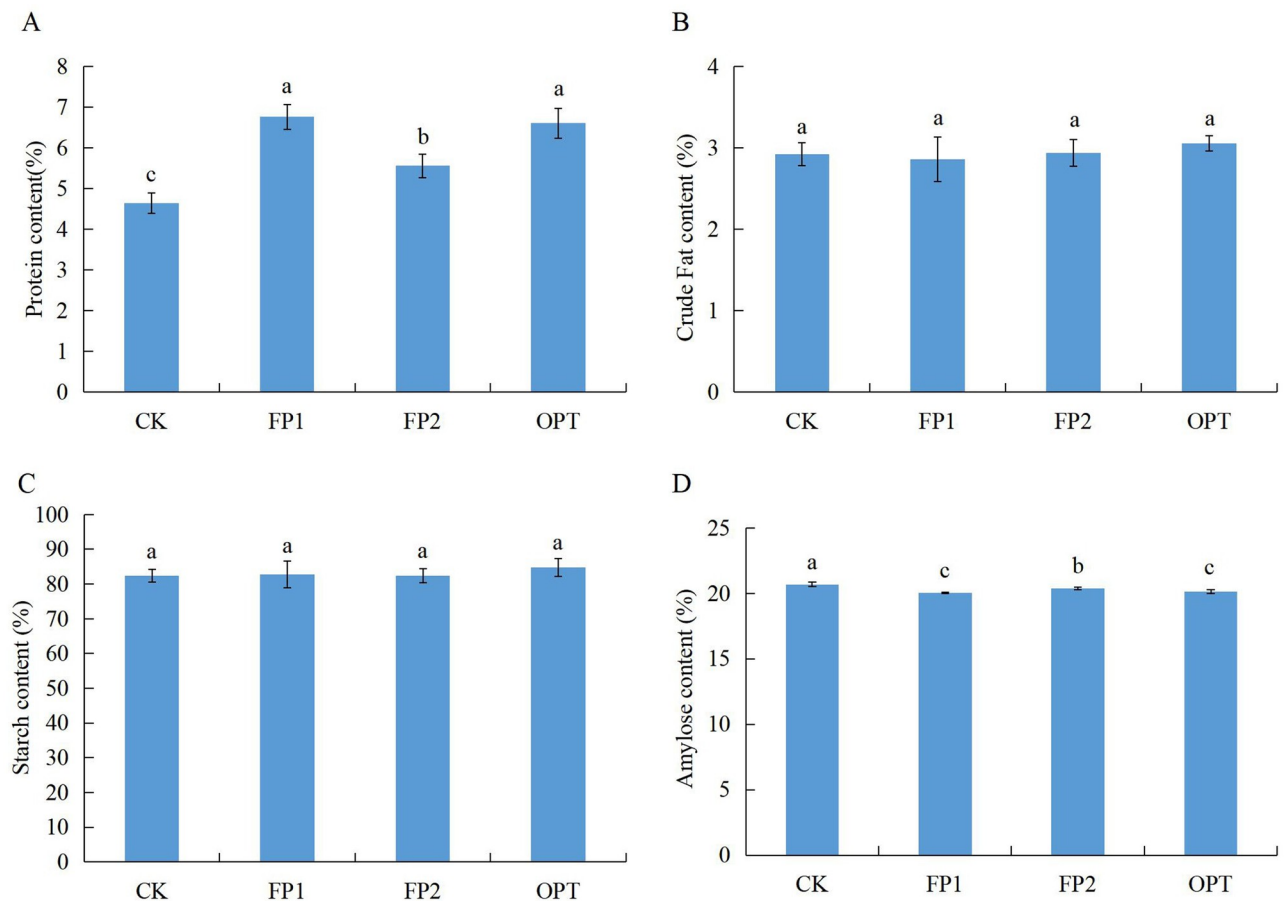 A
Protein content(%)
8
7
6
5
4
3
2
1
0
c
a
b
a
CK FP1 FP2 OPT
B
Crude Fat content (%)
4
3
2
1
0
a
a
a
a
CK FP1 FP2 OPT
C
Starch content (%)
100
90
80
70
60
50
40
30
20
10
0
a
a
a
a
CK FP1 FP2 OPT
D
Amylose content (%)
25
20
15
10
5
0
a
c
b
c
CK FP1 FP2 OPT